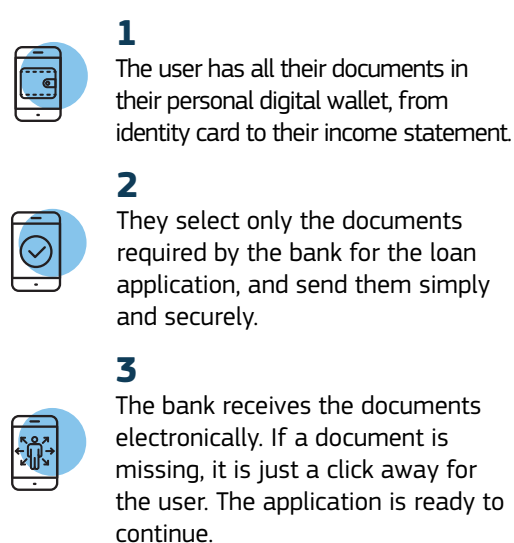 1
The user has all their documents in
their personal digital wallet, from
identity card to their income statement.
2
They select only the documents
required by the bank for the loan
application, and send them simply
and securely.
3
The bank receives the documents
electronically. If a document is
missing, it is just a click away for
the user. The application is ready to
continue.